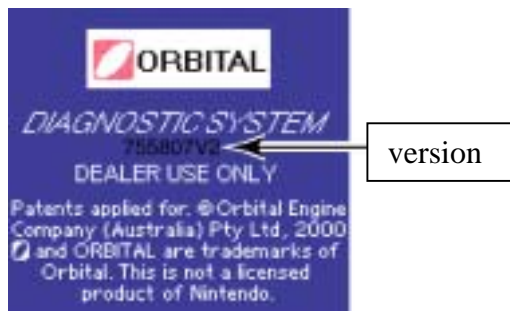 ORBITAL
DIAGNOSTIC SYSTEM
755807V2
version
DEALER USE ONLY
Patents applied for. © Orbital Engine
Company (Australia) Pty Ltd, 2000
and ORBITAL are trademarks of
Orbital. This is not a licensed
product of Nintendo.